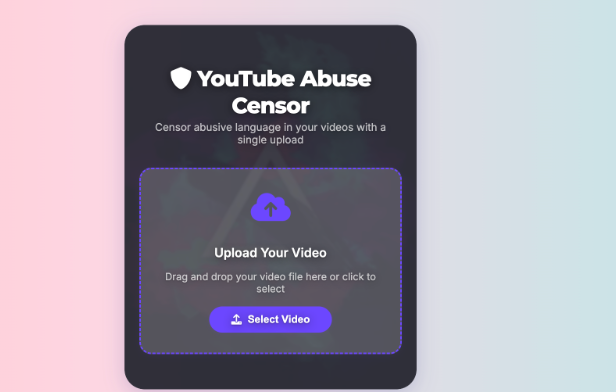 YouTube Abuse
Censor
Censor abusive language in your videos with a
single upload
Upload Your Video
Drag and drop your video file here or click to
select
Select Video